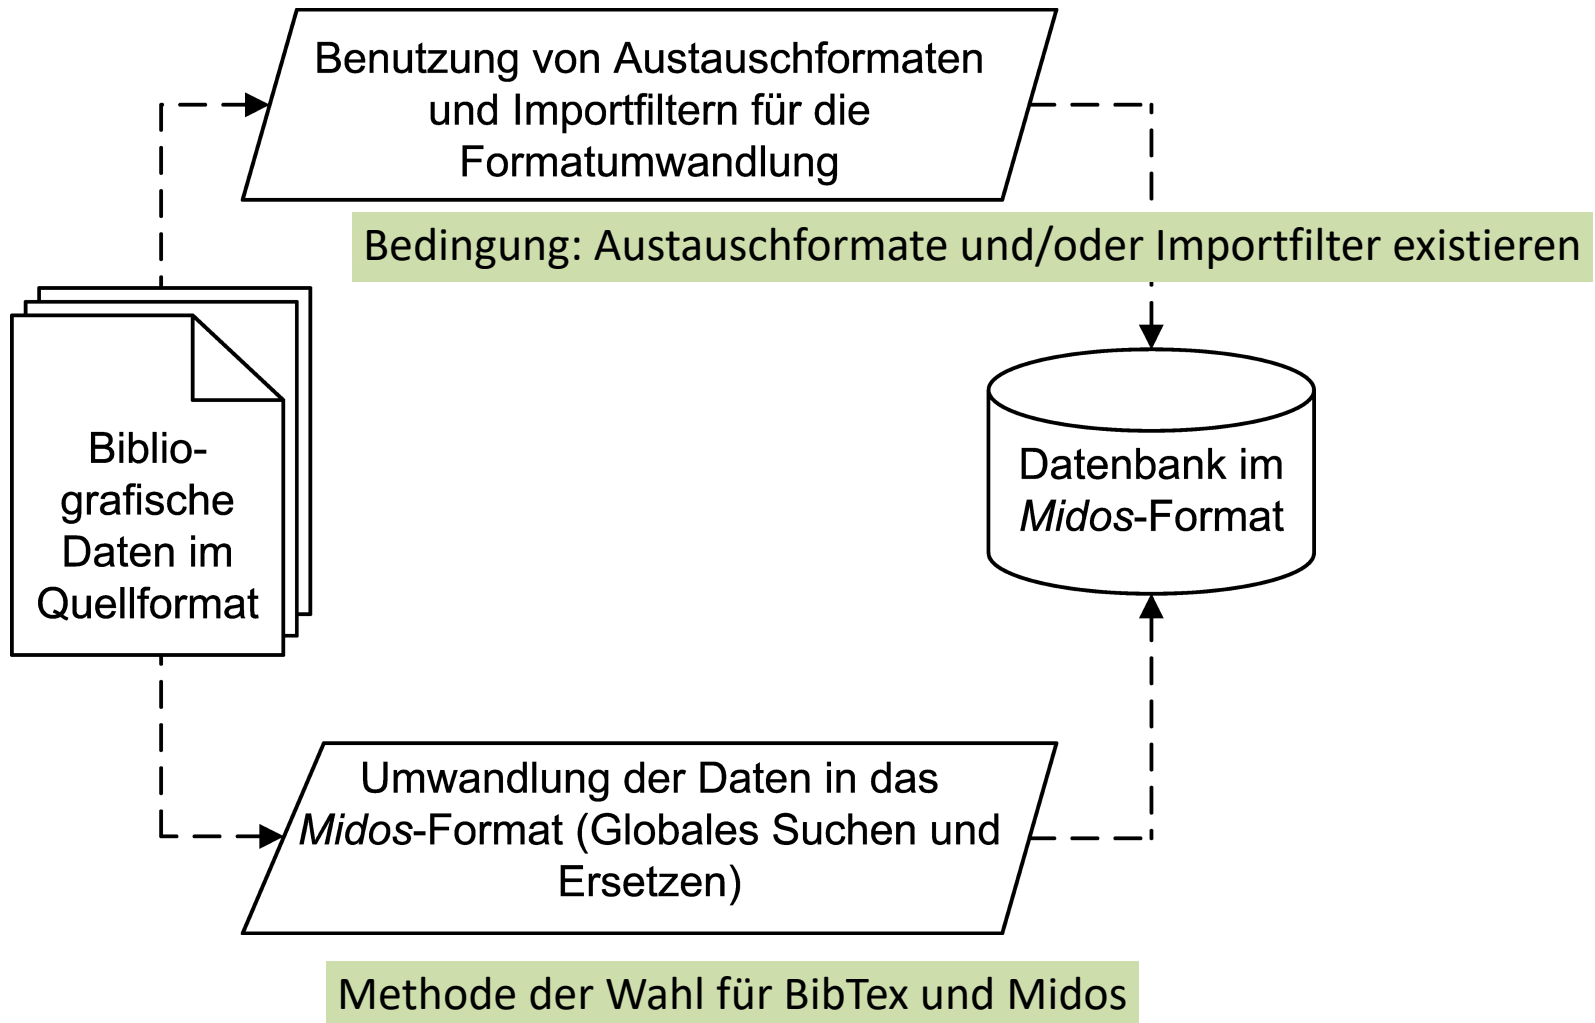 Benutzung von Austauschformaten
und Importfiltern für die
Formatumwandlung
Bedingung: Austauschformate und/oder Importfilter existieren
Biblio-
grafische
Daten im
Quellformat
Datenbank im
Midos-Format
Umwandlung der Daten in das
Midos-Format (Globales Suchen und
Ersetzen)
Methode der Wahl für BibTex und Midos